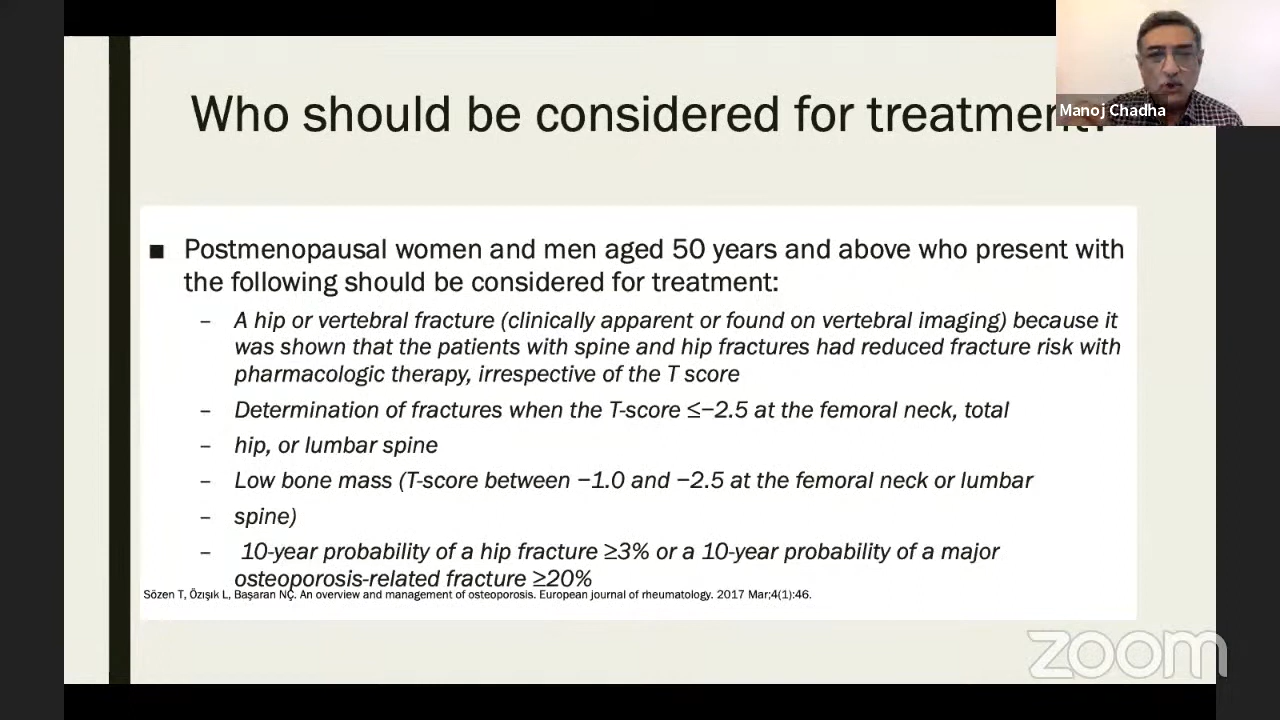 Who should be considered for treatment?
Manoj Chadha
■ Postmenopausal women and men aged 50 years and above who present with
the following should be considered for treatment:
– A hip or vertebral fracture (clinically apparent or found on vertebral imaging) because it
was shown that the patients with spine and hip fractures had reduced fracture risk with
pharmacologic therapy, irrespective of the T score
– Determination of fractures when the T-score ≤−2.5 at the femoral neck, total
– hip, or lumbar spine
– Low bone mass (T-score between −1.0 and −2.5 at the femoral neck or lumbar
– spine)
– 10-year probability of a hip fracture ≥3% or a 10-year probability of a major
osteoporosis-related fracture ≥20%
Sözen T, Özışık L, Başaran NÇ. An overview and management of osteoporosis. European journal of rheumatology. 2017 Mar;4(1):46.
zoom